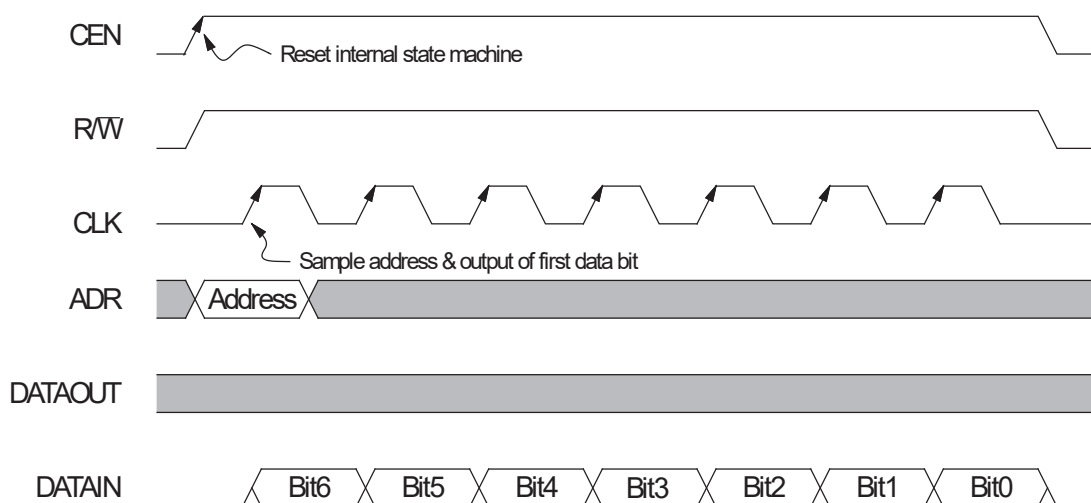 CEN
Reset internal state machine
R/W̅
CLK
Sample address & output of first data bit
ADR
Address
DATAOUT
DATAIN
Bit6 Bit5 Bit4 Bit3 Bit2 Bit1 Bit0